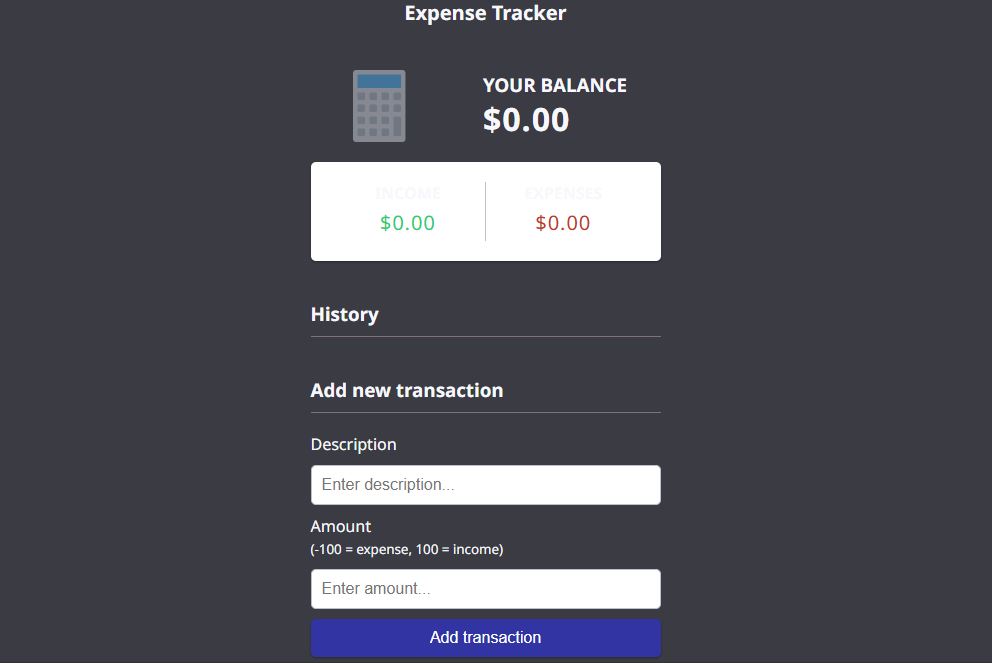 Expense Tracker
YOUR BALANCE
$0.00
INCOME
$0.00
EXPENSES
$0.00
History
Add new transaction
Description
Enter description...
Amount
(-100 = expense, 100 = income)
Enter amount...
Add transaction